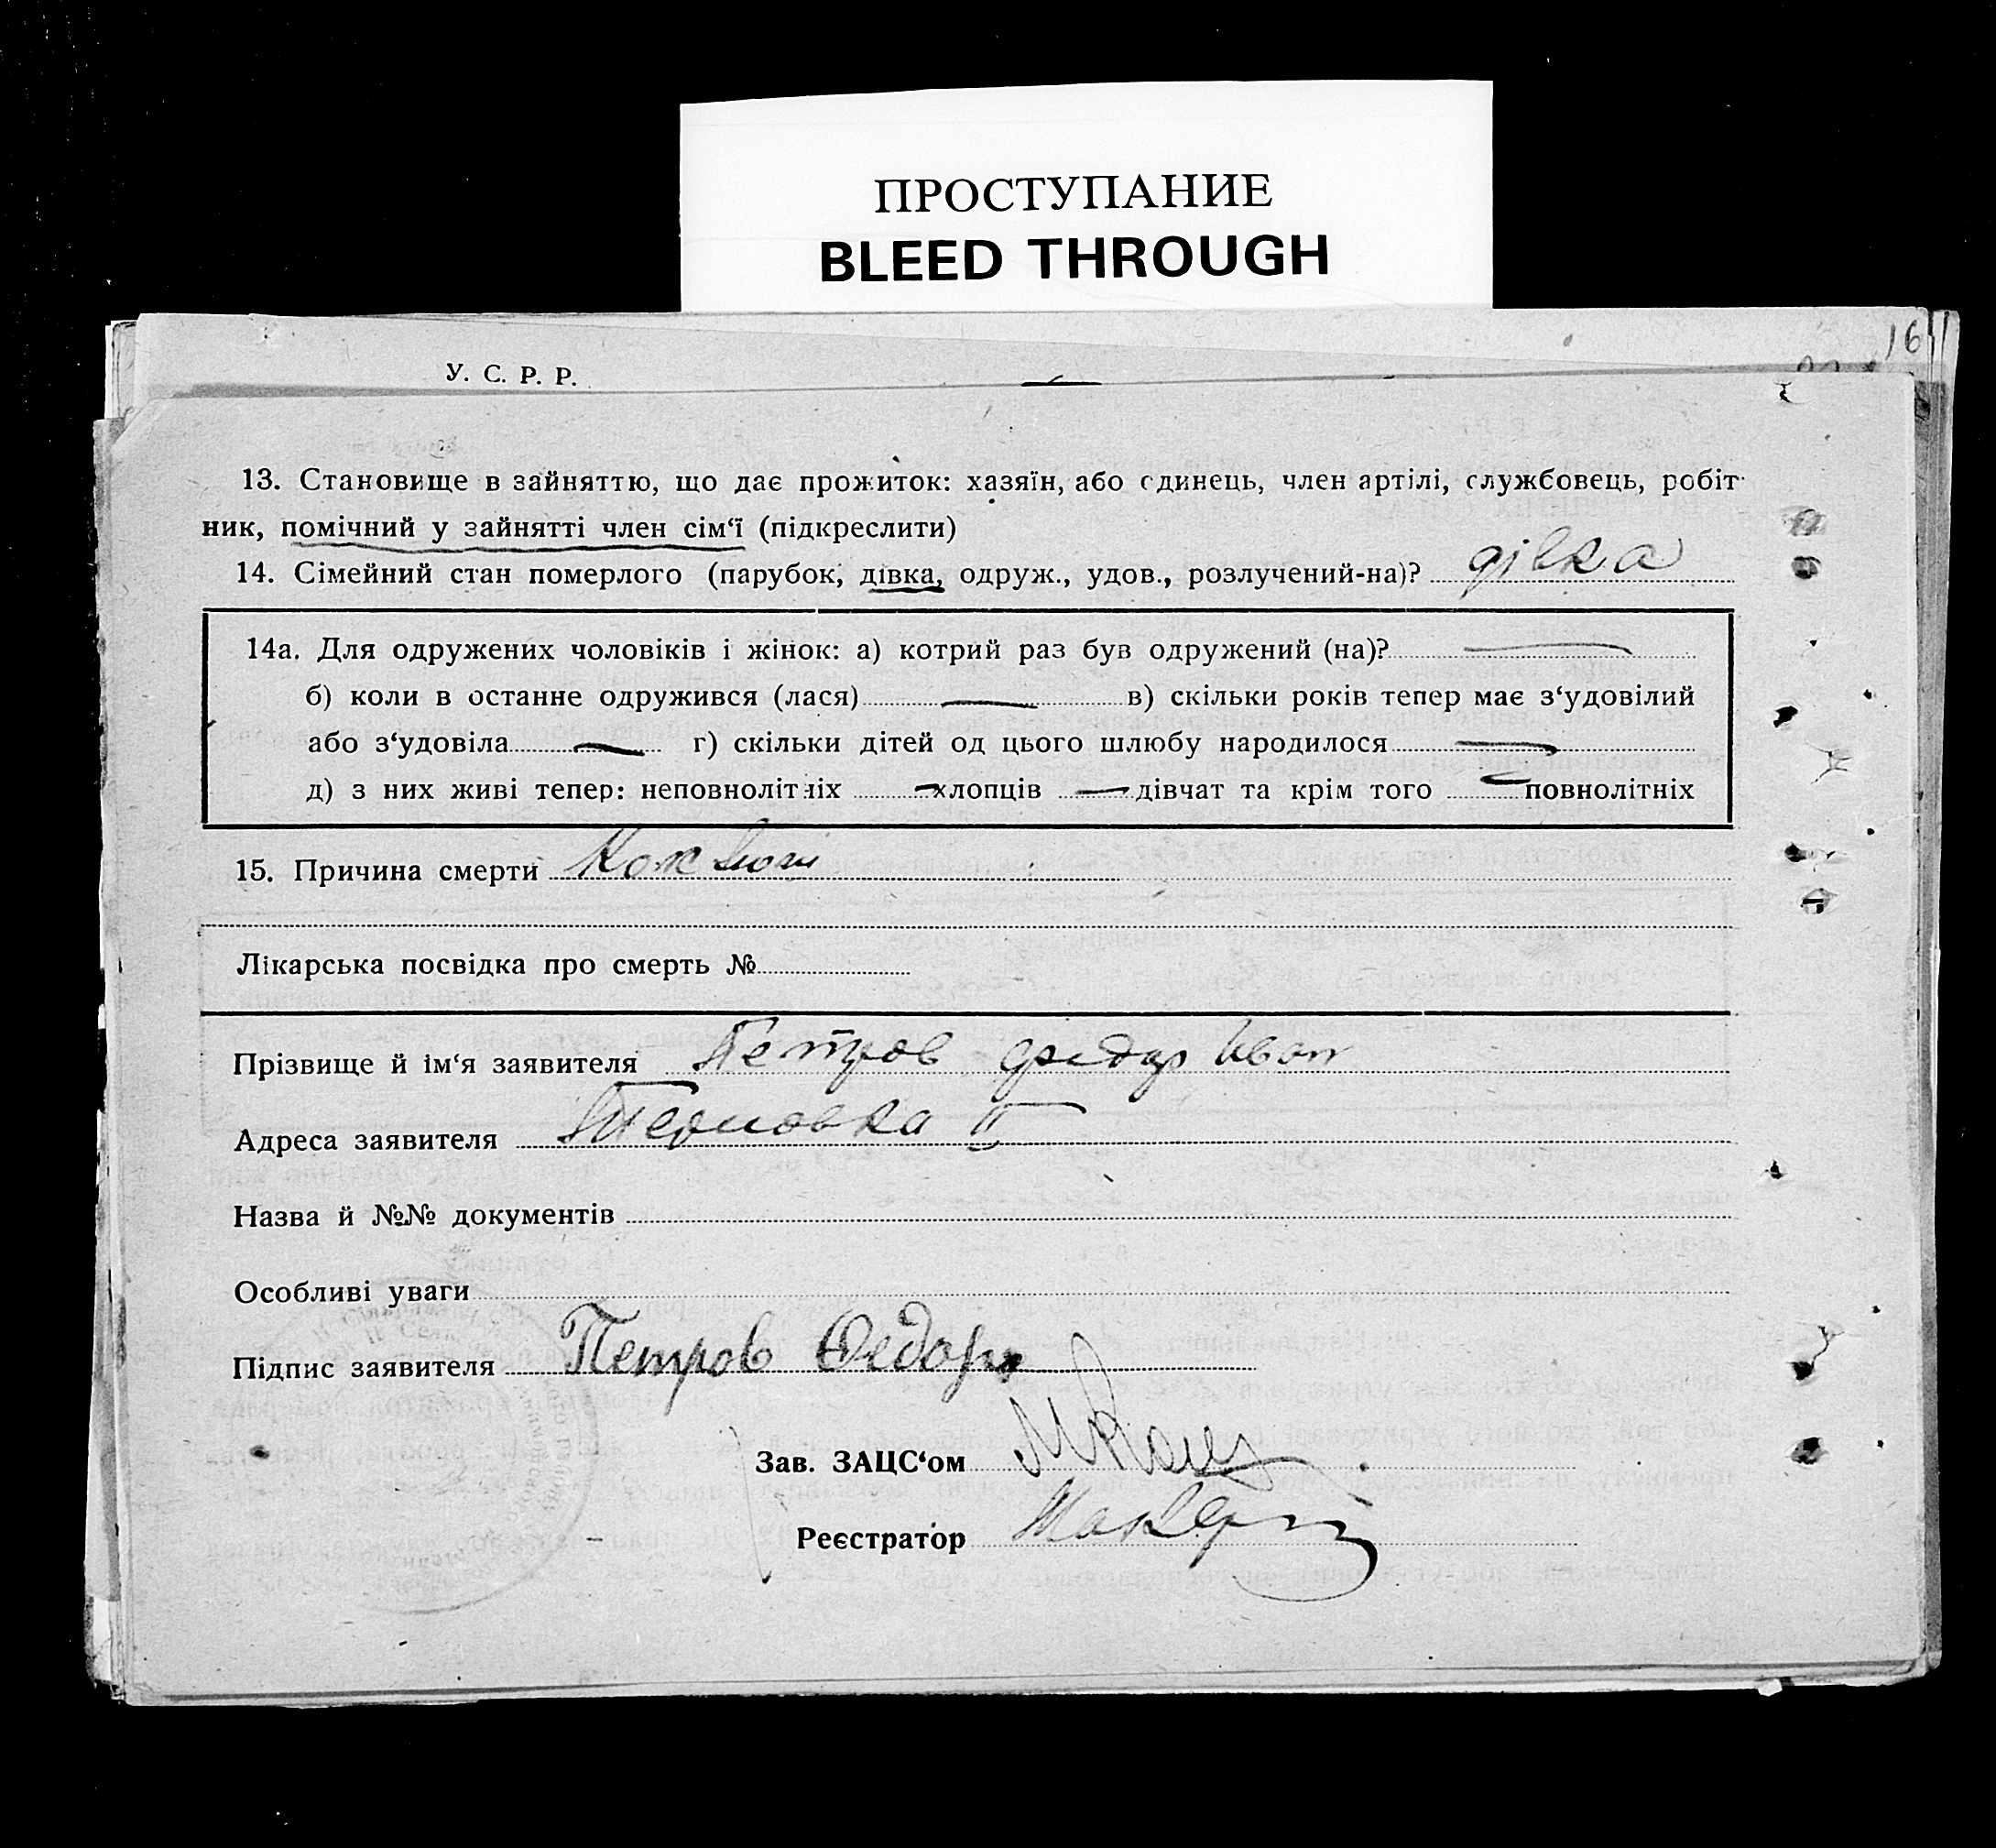 ПРОСТУПАНИЕ
BLEED THROUGH
16
У. С. Р. Р.
13. Становище в зайняттю, що дає прожиток: хазяїн, або єдинець, член артілі, службовець, робіт-
ник, помічний у зайнятті член сім‘ї (підкреслити)
14. Сімейний стан померлого (парубок, дівка, одруж., удов., розлучений-на)? дівка
14а. Для одружених чоловіків і жінок: а) котрий раз був одружений (на)? —
б) коли в останне одружився (лася) — в) скільки років тепер має з‘удовілий
або з‘удовіла — г) скільки дітей од цього шлюбу народилося —
д) з них живі тепер: неповнолітніх — хлопців — дівчат та крім того — повнолітніх
15. Причина смерти Коклюш
Лікарська посвідка про смерть №
Прізвище й ім‘я заявителя Петров Федор Иван
Адреса заявителя Терновка II
Назва й №№ документів
Особливі уваги
Підпис заявителя Петров Федор
Зав. ЗАЦС‘ом
Реєстратор